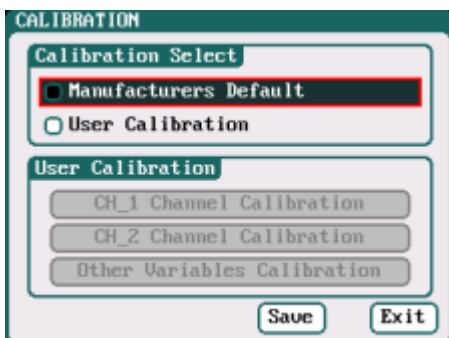 CALIBRATION
Calibration Select
Manufacturers Default
User Calibration
User Calibration
CH_1 Channel Calibration
CH_2 Channel Calibration
Other Variables Calibration
Save Exit